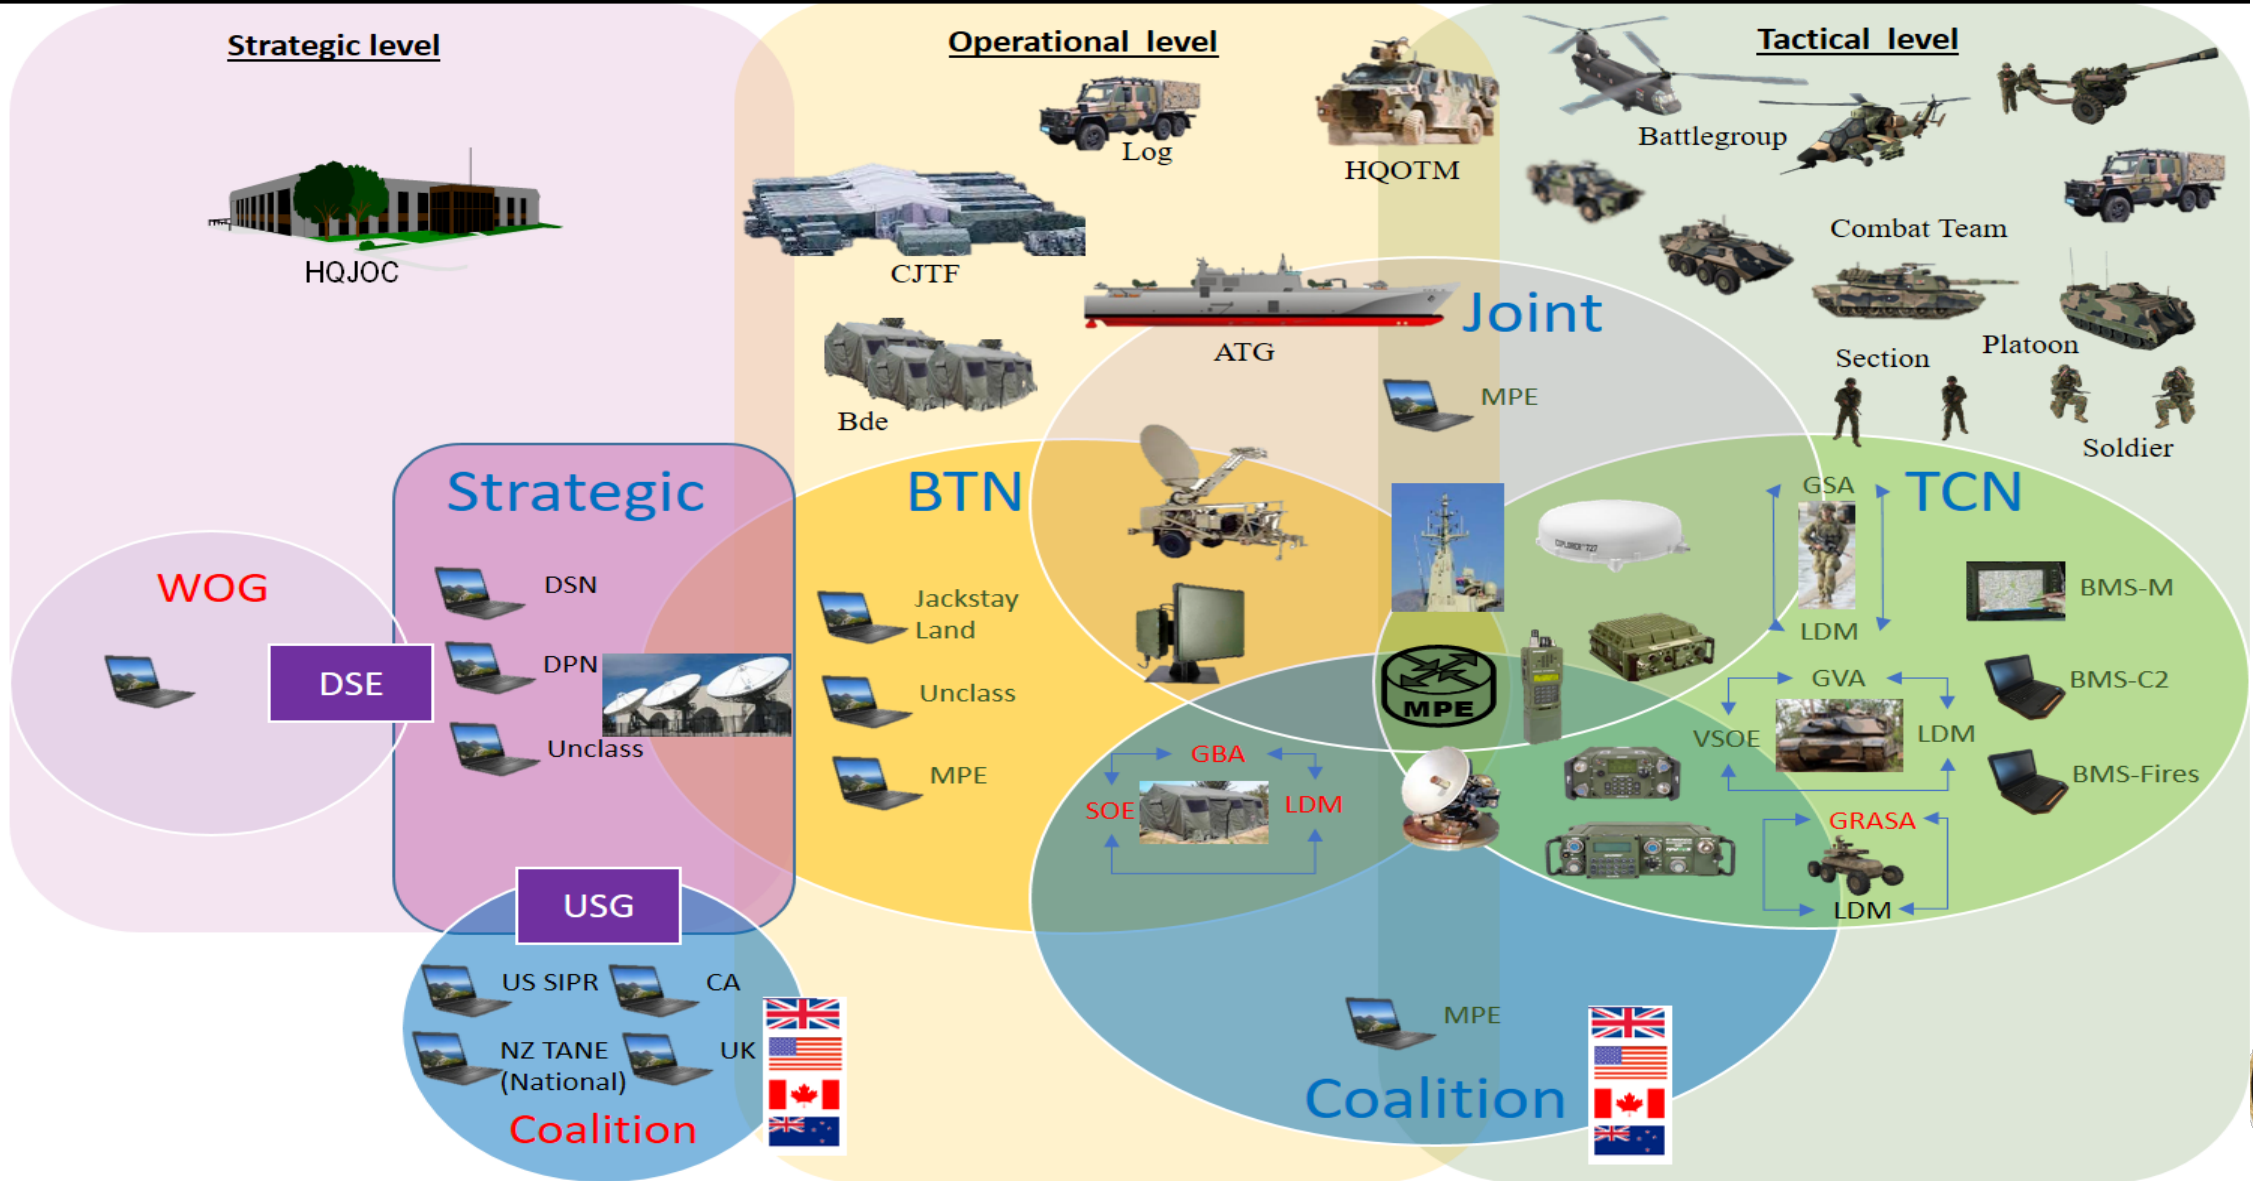 Strategic level
Operational level
Tactical level
Log
HQOTM
Battlegroup
Combat Team
HQJOC
CJTF
Joint
ATG
Section
Platoon
MPE
Bde
Soldier
Strategic
BTN
GSA
TCN
WOG
DSN
Jackstay
Land
EXPLORER 727
LDM
BMS-M
DSE
DPN
Unclass
MPE
GVA
BMS-C2
Unclass
MPE
GBA
VSOE
LDM
BMS-Fires
SOE
LDM
GRASA
USG
LDM
US SIPR
CA
MPE
NZ TANE
(National)
UK
Coalition
Coalition